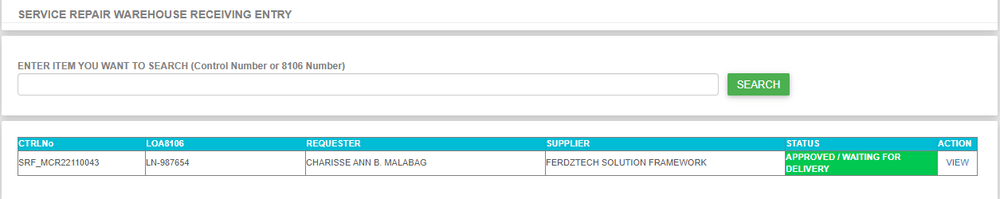 SERVICE REPAIR WAREHOUSE RECEIVING ENTRY
ENTER ITEM YOU WANT TO SEARCH (Control Number or 8106 Number)
SEARCH
CTRLNo LOA8106 REQUESTER SUPPLIER STATUS ACTION
SRF_MCR22110043 LN-987654 CHARISSE ANN B. MALABAG FERDZTECH SOLUTION FRAMEWORK APPROVED / WAITING FOR VIEW
DELIVERY